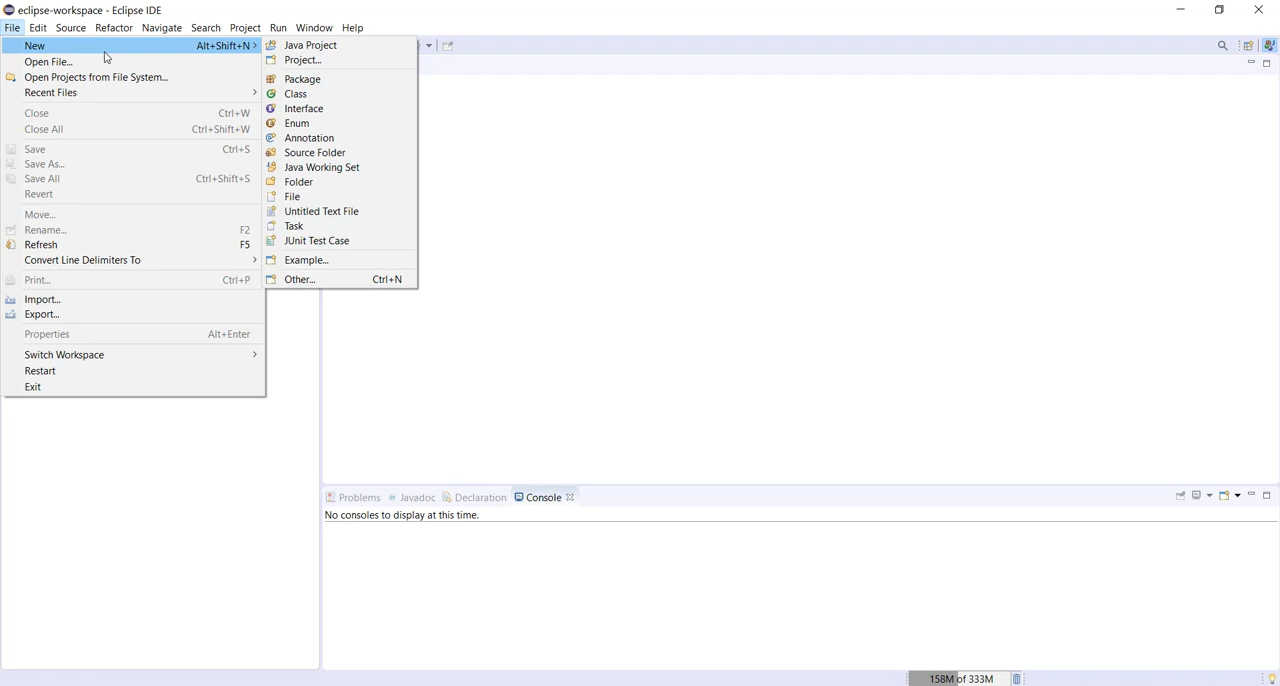 eclipse-workspace - Eclipse IDE
File Edit Source Refactor Navigate Search Project Run Window Help
New Alt+Shift+N
Open File...
Open Projects from File System...
Recent Files
Close Ctrl+W
Close All Ctrl+Shift+W
Save Ctrl+S
Save As...
Save All Ctrl+Shift+S
Revert
Move...
Rename... F2
Refresh F5
Convert Line Delimiters To
Print... Ctrl+P
Import...
Export...
Properties Alt+Enter
Switch Workspace
Restart
Exit
Java Project
Project...
Package
Class
Interface
Enum
Annotation
Source Folder
Java Working Set
Folder
File
Untitled Text File
Task
JUnit Test Case
Example...
Other... Ctrl+N
Problems Javadoc Declaration Console
No consoles to display at this time.
158M of 333M